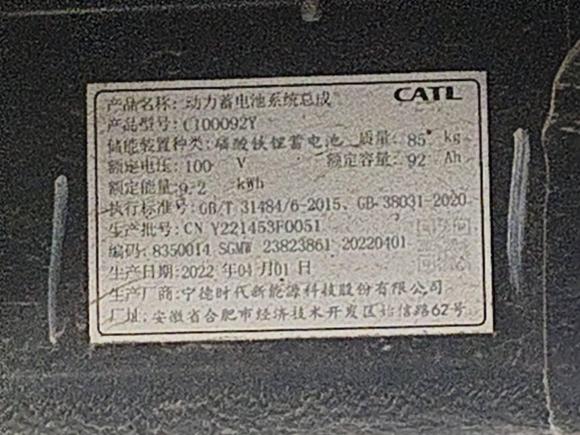 CATL
产品名称: 动力蓄电池系统总成
产品型号: C100092Y
储能装置种类: 磷酸铁锂蓄电池 质量: 85 kg
额定电压: 100 V 额定容量: 92 Ah
额定能量: 9.2 kWh
执行标准号: GB/T 31484/6-2015、GB 38031-2020
生产批号: CN Y221453F0051
编码: 8350014 SGMW 23823861 20220401
生产日期: 2022 年04 月01 日
生产厂商: 宁德时代新能源科技股份有限公司
厂址: 安徽省合肥市经济技术开发区怡信路62号